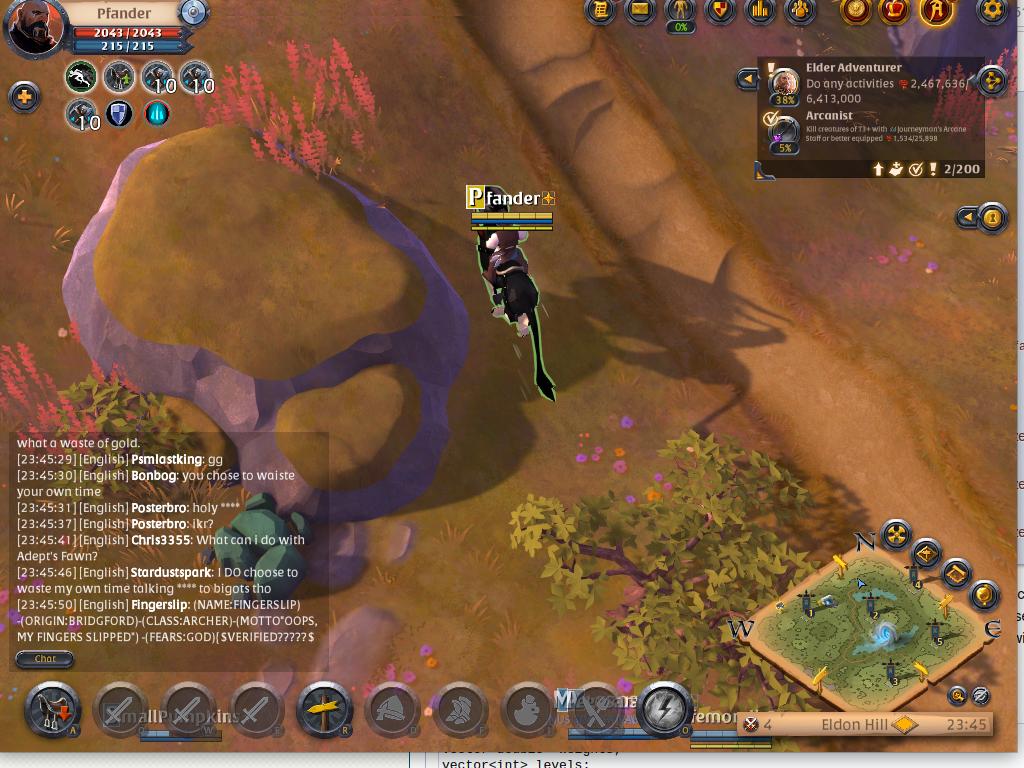 Pfander
2043 / 2043
215 / 215
10
10
10
0%
Elder Adventurer
Do any activities 2,467,636/
6,413,000
38%
Arcanist
Kill creatures of T3+ with Journeyman's Arcane
Staff or better equipped 1,534/25,898
5%
2/200
Pfander
what a waste of gold.
[23:45:29] [English] Psmlastking: gg
[23:45:30] [English] Bonbog: you chose to waiste
your own time
[23:45:31] [English] Posterbro: holy ****
[23:45:37] [English] Posterbro: ikr?
[23:45:41] [English] Chris3355: What can i do with
Adept's Fawn?
[23:45:46] [English] Stardustspark: I DO choose to
waste my own time talking **** to bigots tho
[23:45:50] [English] Fingerslip: (NAME:FINGERSLIP)
-(ORIGIN:BRIDGFORD)-(CLASS:ARCHER)-(MOTTO"OOPS,
MY FINGERS SLIPPED") -(FEARS:GOD)[$VERIFIED?????$
Chat
N
W
E
1
2
3
4
5
A
R
SmallPumpkins
4
Eldon Hill
23:45
vector<int> levels;